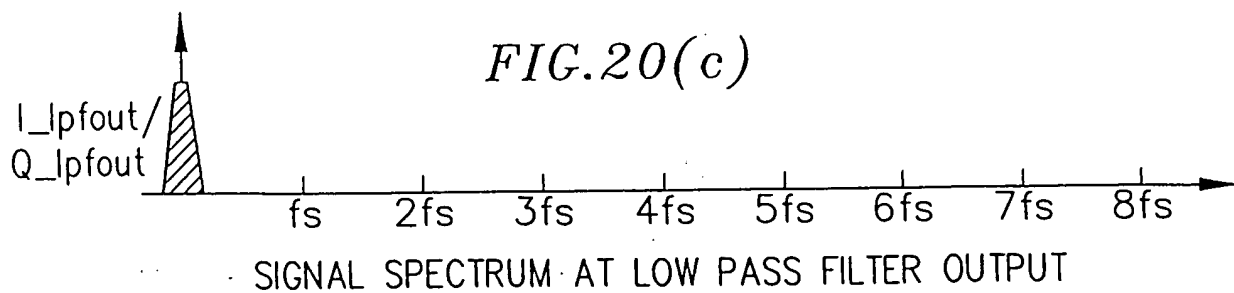 FIG.20(c)
I_lpfout/
Q_lpfout
fs 2fs 3fs 4fs 5fs 6fs 7fs 8fs
SIGNAL SPECTRUM AT LOW PASS FILTER OUTPUT